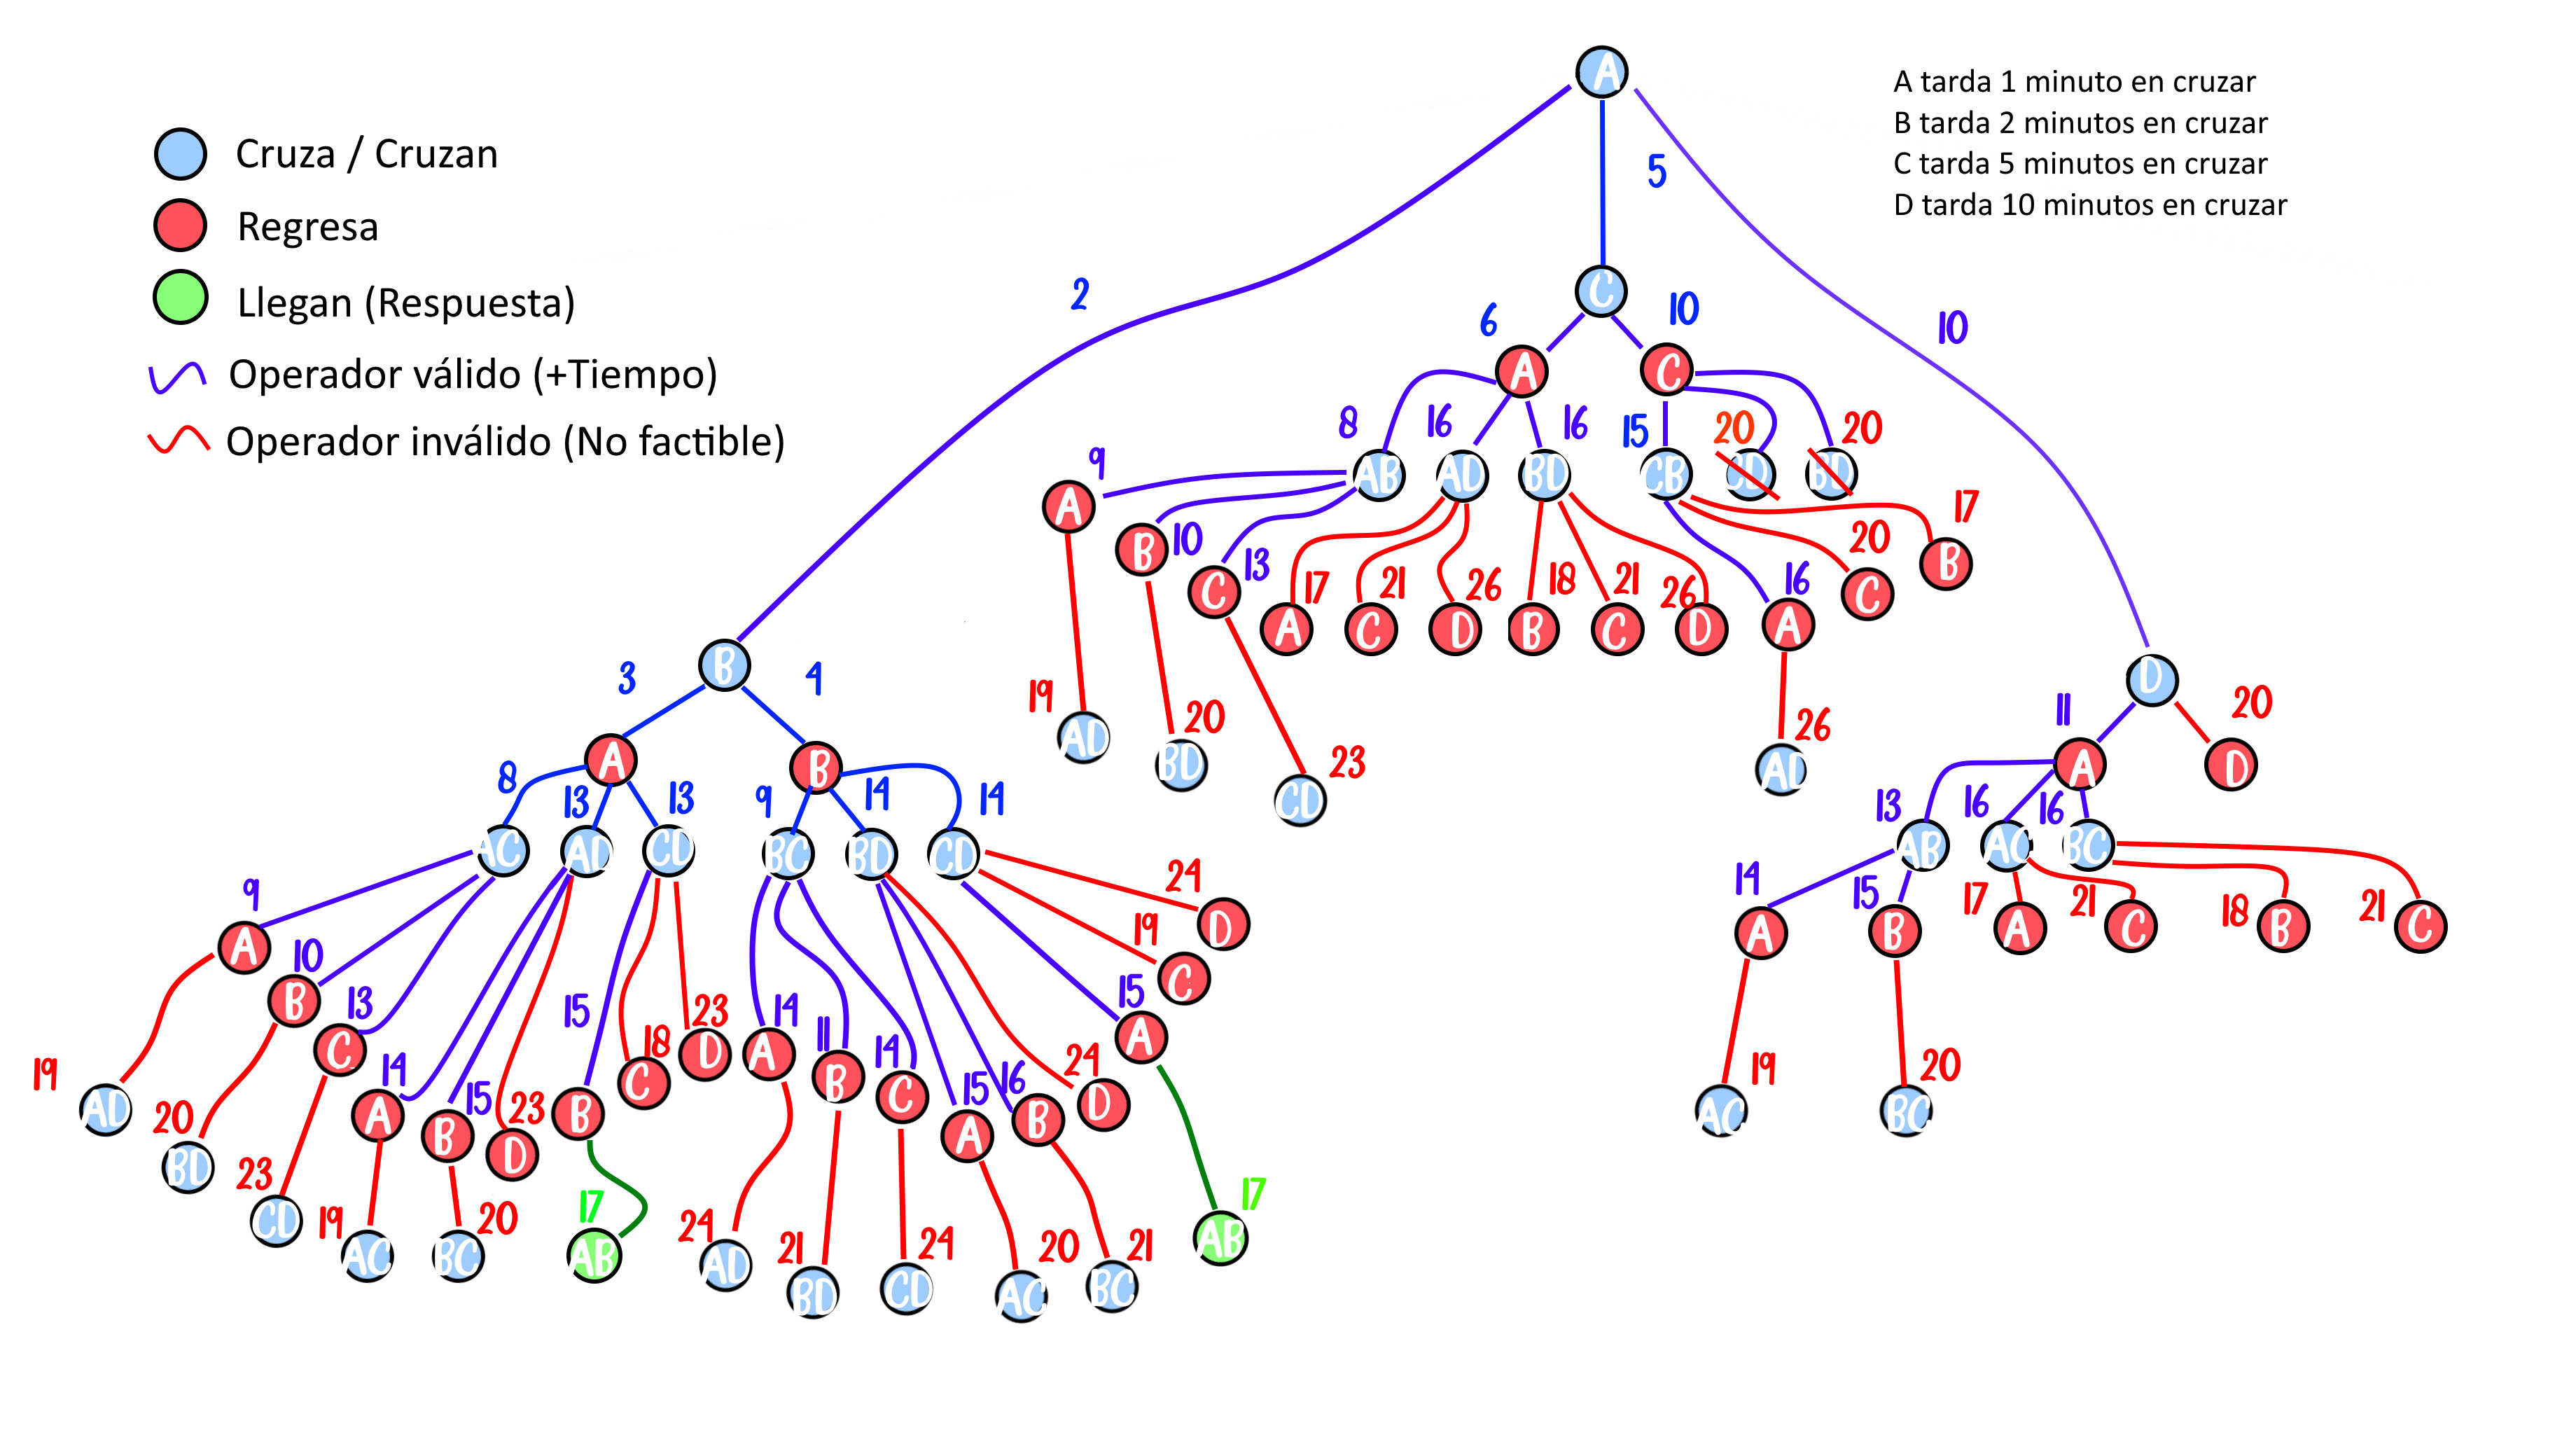 A
A tarda 1 minuto en cruzar
B tarda 2 minutos en cruzar
C tarda 5 minutos en cruzar
D tarda 10 minutos en cruzar
Cruza / Cruzan
Regresa
Llegan (Respuesta)
Operador válido (+Tiempo)
Operador inválido (No factible)
2
5
10
C
6
10
A
C
8
16
16
15
20
20
AB
AD
BD
CB
CD
BD
9
10
13
17
21
26
18
21
26
16
20
17
A
B
C
A
C
D
B
C
D
A
C
B
19
20
23
26
AD
BD
CD
AD
B
3
4
A
B
8
13
13
9
14
14
AC
AD
CD
BC
BD
CD
9
10
13
14
15
23
15
18
23
14
11
14
15
16
24
15
19
24
A
B
C
A
B
D
B
C
D
A
B
C
A
B
D
A
C
D
19
20
23
19
20
17
24
21
24
20
21
17
AD
BD
CD
AC
BC
AB
AD
BD
CD
AC
BC
AB
D
11
20
A
D
13
16
16
AB
AC
BC
14
15
17
21
18
21
A
B
A
C
B
C
19
20
AC
BC